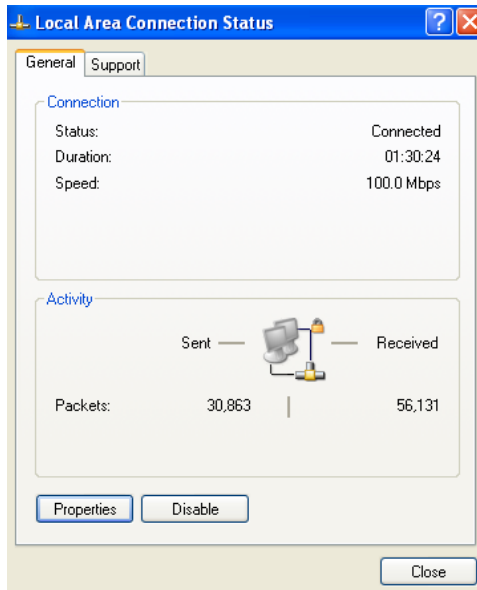 Local Area Connection Status
General Support
Connection
Status: Connected
Duration: 01:30:24
Speed: 100.0 Mbps
Activity
Sent Received
Packets: 30,863 56,131
Properties Disable
Close